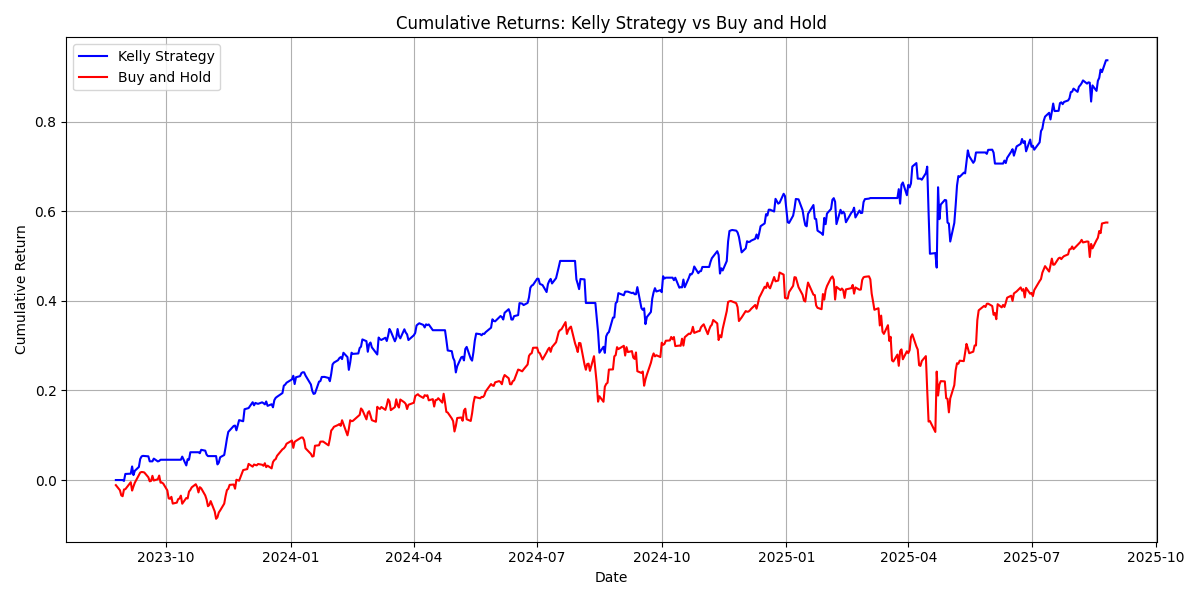 Cumulative Returns: Kelly Strategy vs Buy and Hold
Kelly Strategy
Buy and Hold
Cumulative Return
0.8
0.6
0.4
0.2
0.0
2023-10
2024-01
2024-04
2024-07
2024-10
2025-01
2025-04
2025-07
2025-10
Date